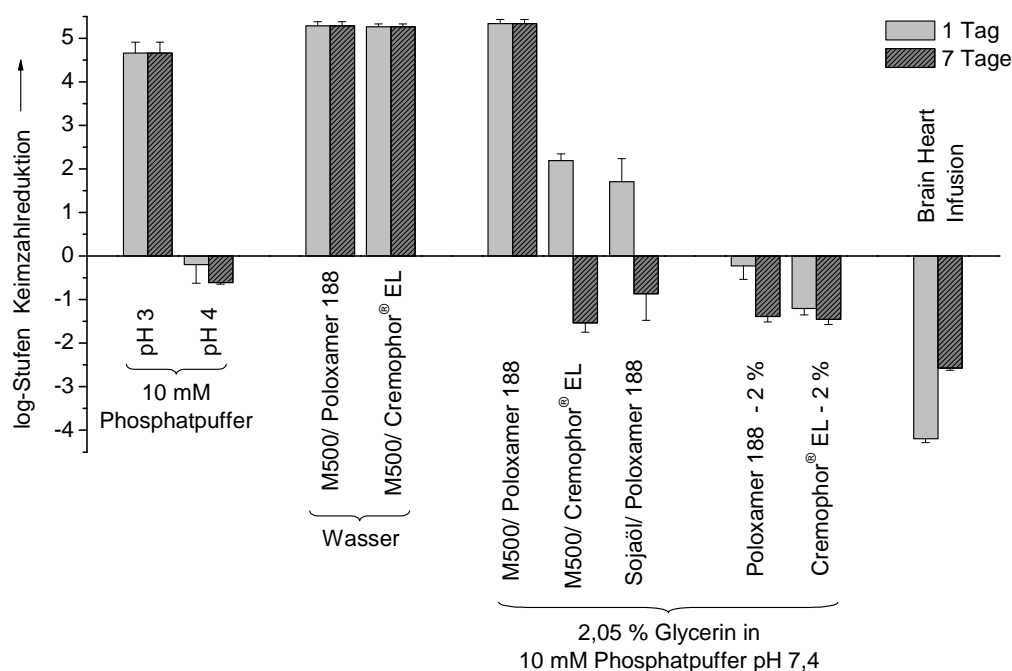 log-Stufen Keimzahlreduktion
5
4
3
2
1
0
-1
-2
-3
-4
1 Tag
7 Tage
pH 3
pH 4
10 mM
Phosphatpuffer
M500/ Poloxamer 188
M500/ Cremophor® EL
Wasser
M500/ Poloxamer 188
M500/ Cremophor® EL
Sojaöl/ Poloxamer 188
Poloxamer 188 - 2 %
Cremophor® EL - 2 %
2,05 % Glycerin in
10 mM Phosphatpuffer pH 7,4
Brain Heart
Infusion